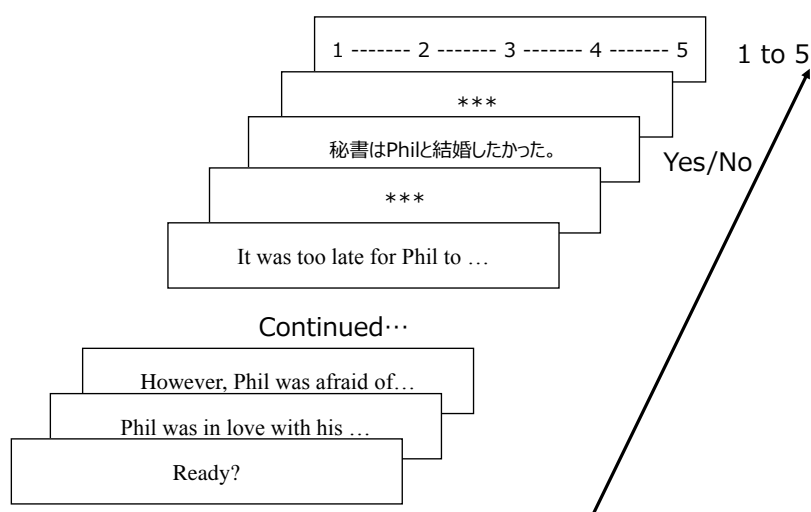 1 ------- 2 ------- 3 ------- 4 ------- 5
1 to 5
***
秘書はPhilと結婚したかった。
Yes/No
***
It was too late for Phil to …
Continued…
However, Phil was afraid of…
Phil was in love with his …
Ready?